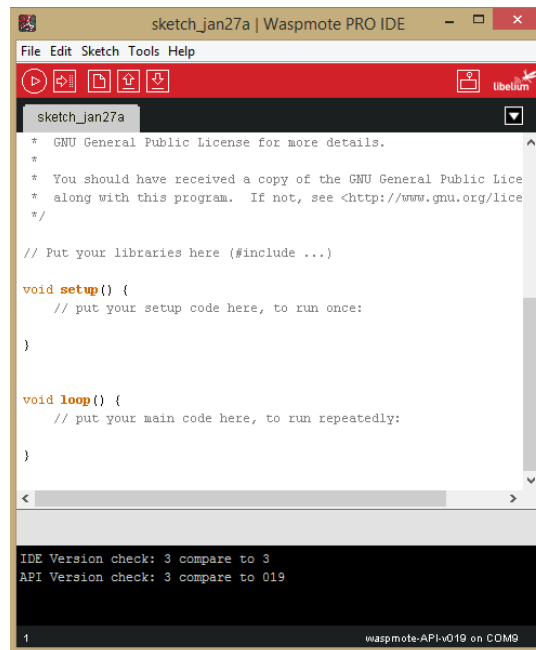 sketch_jan27a | Waspmote PRO IDE
File Edit Sketch Tools Help
libelium
sketch_jan27a
*  GNU General Public License for more details.
*
*  You should have received a copy of the GNU General Public Lice
*  along with this program.  If not, see <http://www.gnu.org/lice
*/
// Put your libraries here (#include ...)
void setup() {
    // put your setup code here, to run once:
}
void loop() {
    // put your main code here, to run repeatedly:
}
IDE Version check: 3 compare to 3
API Version check: 3 compare to 019
1 waspmote-API-v019 on COM9